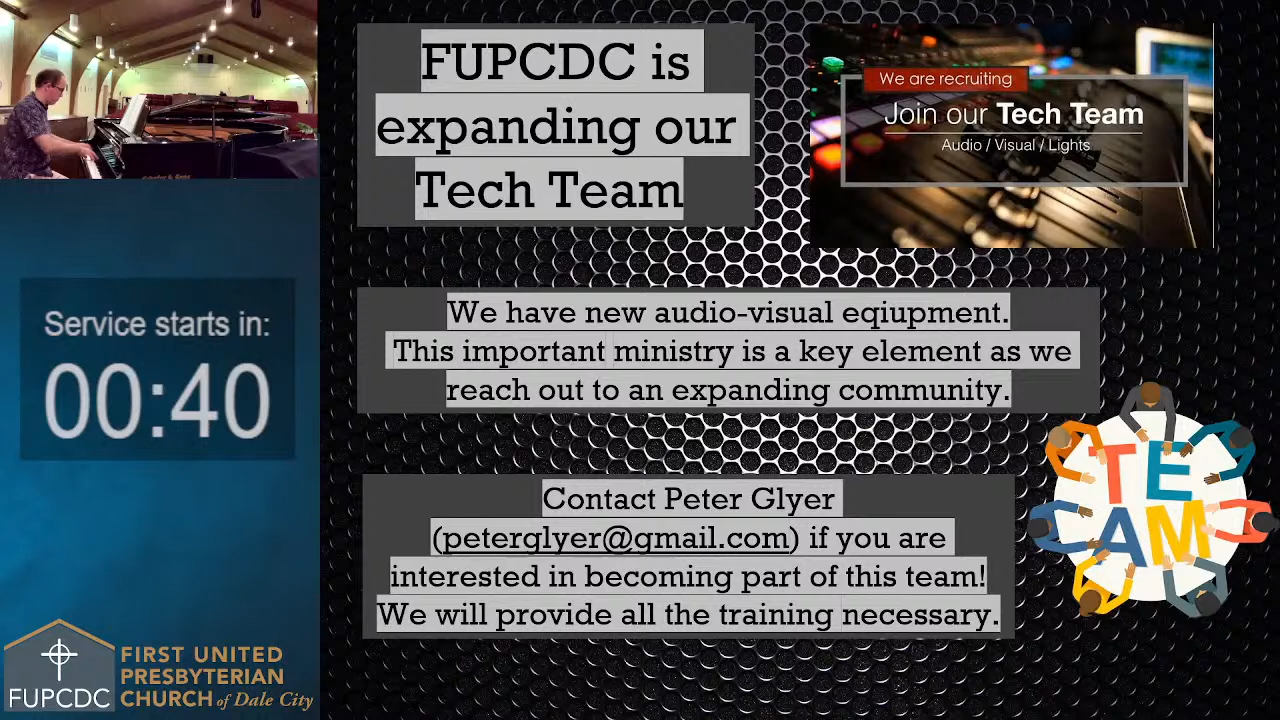 FUPCDC is
expanding our
Tech Team
We are recruiting
Join our Tech Team
Audio / Visual / Lights
Service starts in:
00:40
We have new audio-visual eqiupment.
This important ministry is a key element as we
reach out to an expanding community.
TE
AM
Contact Peter Glyer
(peterglyer@gmail.com) if you are
interested in becoming part of this team!
We will provide all the training necessary.
FUPCDC
FIRST UNITED
PRESBYTERIAN
CHURCH of Dale City